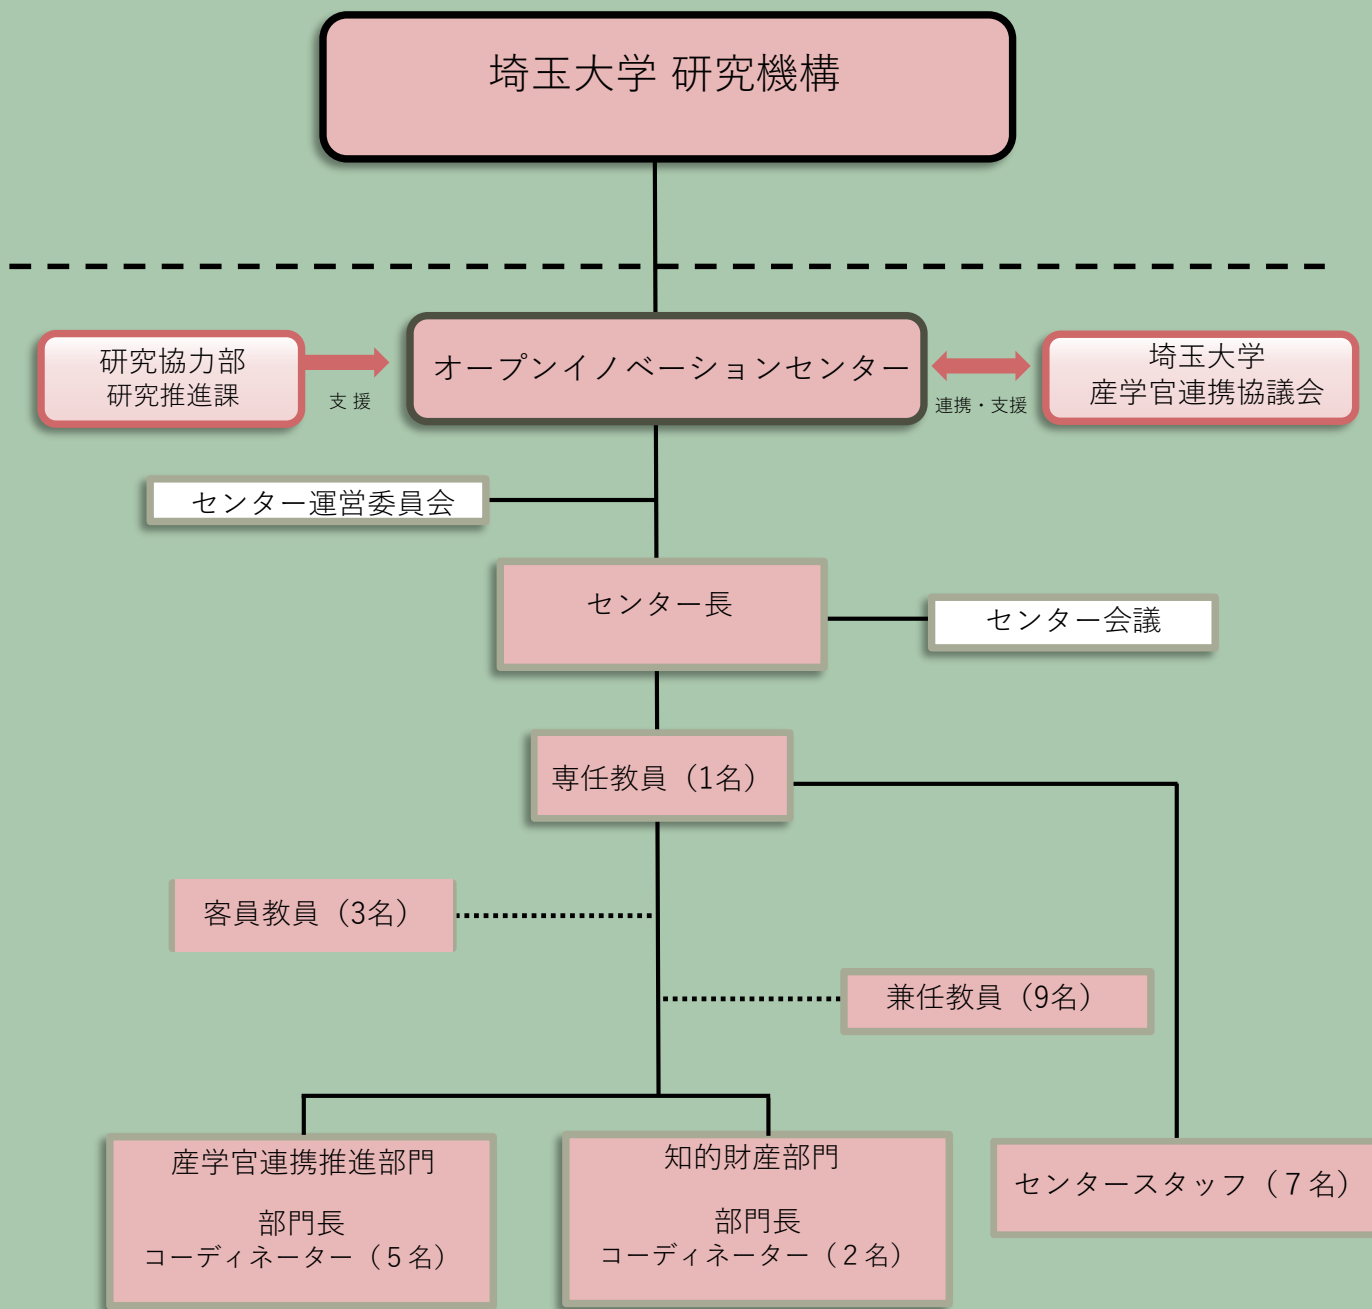 埼玉大学 研究機構
研究協力部
研究推進課
支 援
オープンイノベーションセンター
連携・支援
埼玉大学
産学官連携協議会
センター運営委員会
センター長
センター会議
専任教員（1名）
客員教員（3名）
兼任教員（9名）
産学官連携推進部門
部門長
コーディネーター（５名）
知的財産部門
部門長
コーディネーター（２名）
センタースタッフ（７名）